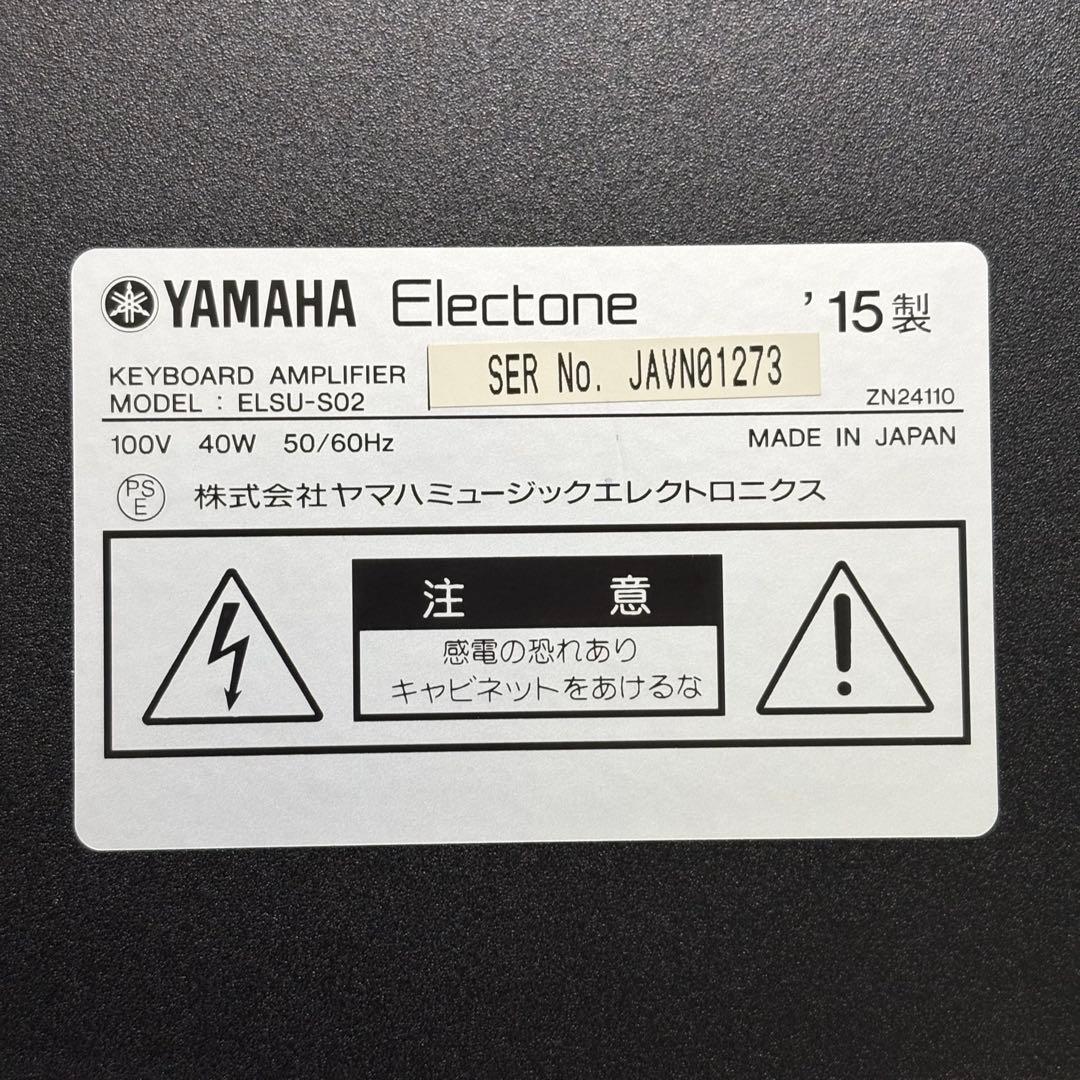 YAMAHA Electone '15製
KEYBOARD AMPLIFIER
MODEL : ELSU-S02
SER No. JAVN01273
ZN24110
100V 40W 50/60Hz
MADE IN JAPAN
PS
E
株式会社ヤマハミュージックエレクトロニクス
注意
感電の恐れあり
キャビネットをあけるな